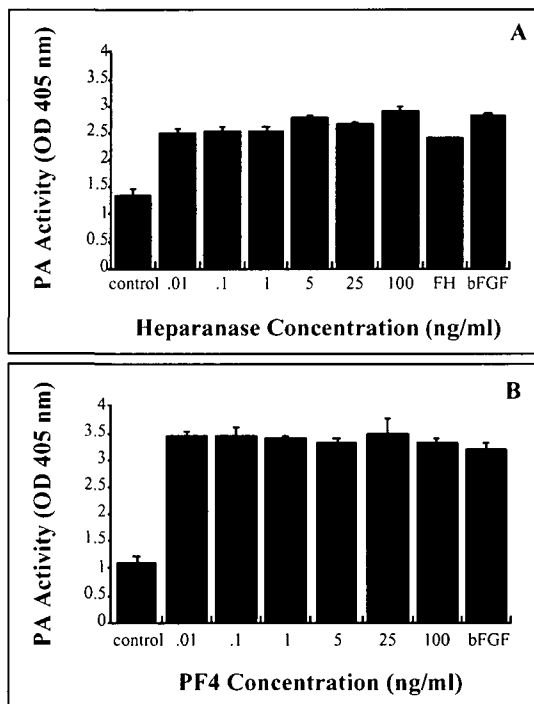 A
PA Activity (OD 405 nm)
4
3.5
3
2.5
2
1.5
1
0.5
0
control .01 .1 1 5 25 100 FH bFGF
Heparanase Concentration (ng/ml)
B
PA Activity (OD 405 nm)
4
3.5
3
2.5
2
1.5
1
0.5
0
control .01 .1 1 5 25 100 bFGF
PF4 Concentration (ng/ml)